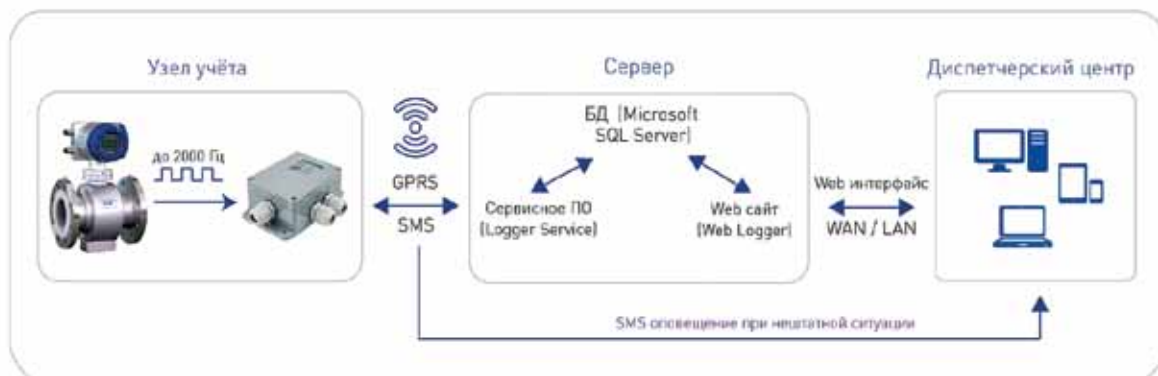 Узел учёта
до 2000 Гц
GPRS
SMS
Сервер
БД (Microsoft
SQL Server)
Сервисное ПО
(Logger Service)
Web сайт
(Web Logger)
Web интерфейс
WAN / LAN
Диспетчерский центр
SMS оповещение при нештатной ситуации